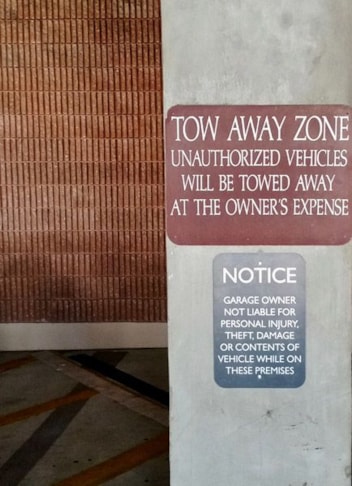 TOW AWAY ZONE
UNAUTHORIZED VEHICLES
WILL BE TOWED AWAY
AT THE OWNER'S EXPENSE
NOTICE
GARAGE OWNER
NOT LIABLE FOR
PERSONAL INJURY,
THEFT, DAMAGE
OR CONTENTS OF
VEHICLE WHILE ON
THESE PREMISES